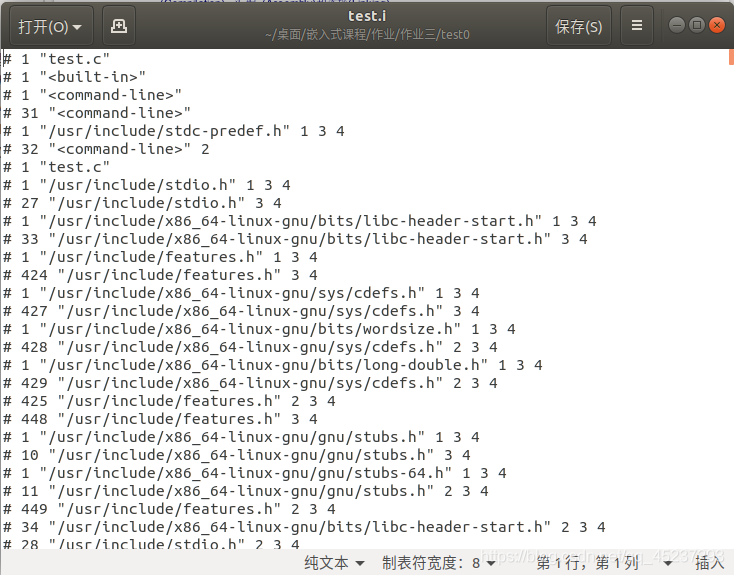 test.i
打开(O)
~/桌面/嵌入式课程/作业/作业三/test0
保存(S)
# 1 "test.c"
# 1 "<built-in>"
# 1 "<command-line>"
# 31 "<command-line>"
# 1 "/usr/include/stdc-predef.h" 1 3 4
# 32 "<command-line>" 2
# 1 "test.c"
# 1 "/usr/include/stdio.h" 1 3 4
# 27 "/usr/include/stdio.h" 3 4
# 1 "/usr/include/x86_64-linux-gnu/bits/libc-header-start.h" 1 3 4
# 33 "/usr/include/x86_64-linux-gnu/bits/libc-header-start.h" 3 4
# 1 "/usr/include/features.h" 1 3 4
# 424 "/usr/include/features.h" 3 4
# 1 "/usr/include/x86_64-linux-gnu/sys/cdefs.h" 1 3 4
# 427 "/usr/include/x86_64-linux-gnu/sys/cdefs.h" 3 4
# 1 "/usr/include/x86_64-linux-gnu/bits/wordsize.h" 1 3 4
# 428 "/usr/include/x86_64-linux-gnu/sys/cdefs.h" 2 3 4
# 1 "/usr/include/x86_64-linux-gnu/bits/long-double.h" 1 3 4
# 429 "/usr/include/x86_64-linux-gnu/sys/cdefs.h" 2 3 4
# 425 "/usr/include/features.h" 2 3 4
# 448 "/usr/include/features.h" 3 4
# 1 "/usr/include/x86_64-linux-gnu/gnu/stubs.h" 1 3 4
# 10 "/usr/include/x86_64-linux-gnu/gnu/stubs.h" 3 4
# 1 "/usr/include/x86_64-linux-gnu/gnu/stubs-64.h" 1 3 4
# 11 "/usr/include/x86_64-linux-gnu/gnu/stubs.h" 2 3 4
# 449 "/usr/include/features.h" 2 3 4
# 34 "/usr/include/x86_64-linux-gnu/bits/libc-header-start.h" 2 3 4
# 28 "/usr/include/stdio.h" 2 3 4
纯文本 制表符宽度：8 第 1 行，第 1 列 插入